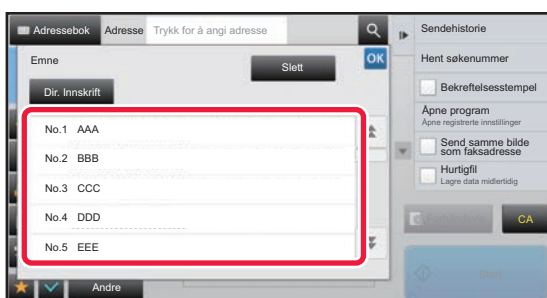 Adressebok Adresse Trykk for å angi adresse
Emne
Slett
OK
Dir. Innskrift
No.1 AAA
No.2 BBB
No.3 CCC
No.4 DDD
No.5 EEE
Andre
Sendehistorie
Hent søkenummer
Bekreftelsesstempel
Åpne program
Åpne registrerte innstillinger
Send samme bilde
som faksadresse
Hurtigfil
Lagre data midlertidig
CA
Start